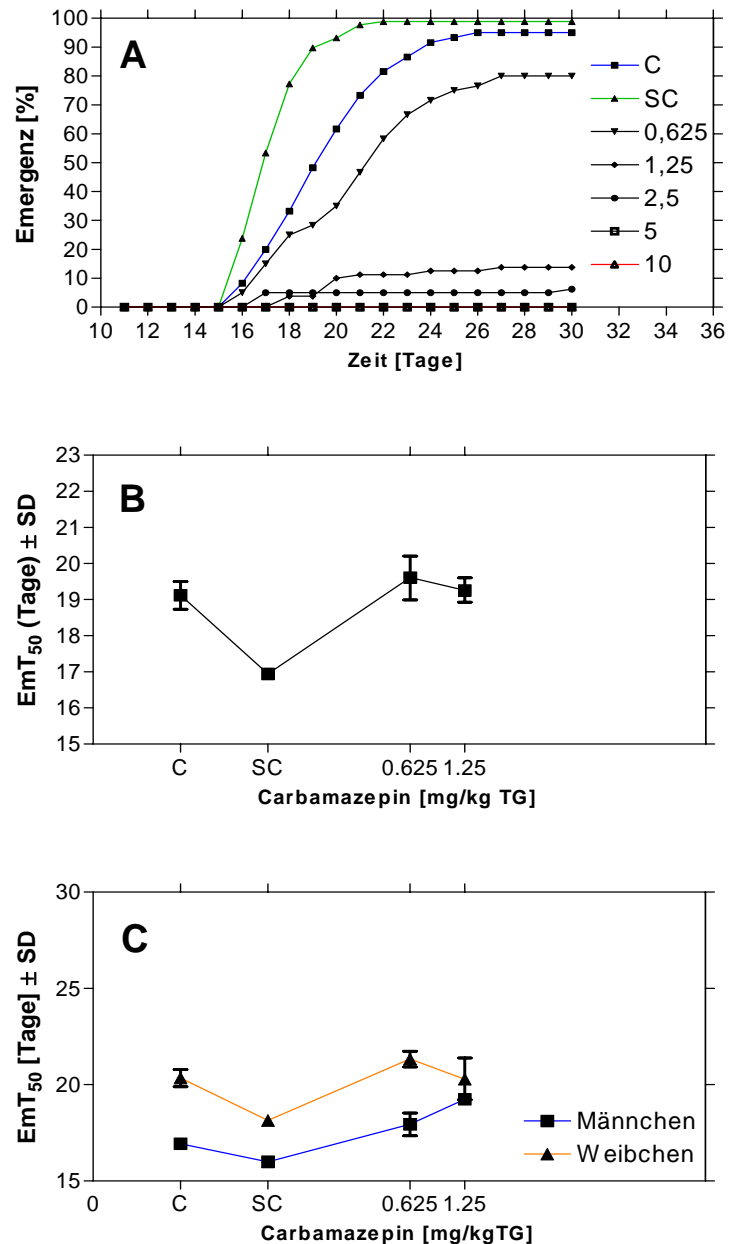 A
Emergenz [%]
100
90
80
70
60
50
40
30
20
10
0
10 12 14 16 18 20 22 24 26 28 30 32 34 36
Zeit [Tage]
C
SC
0,625
1,25
2,5
5
10
B
EmT50 (Tage) ± SD
23
22
21
20
19
18
17
16
15
C SC 0.625 1.25
Carbamazepin [mg/kg TG]
C
EmT50 [Tage] ± SD
30
25
20
15
0 C SC 0.625 1.25
Carbamazepin [mg/kgTG]
Männchen
Weibchen